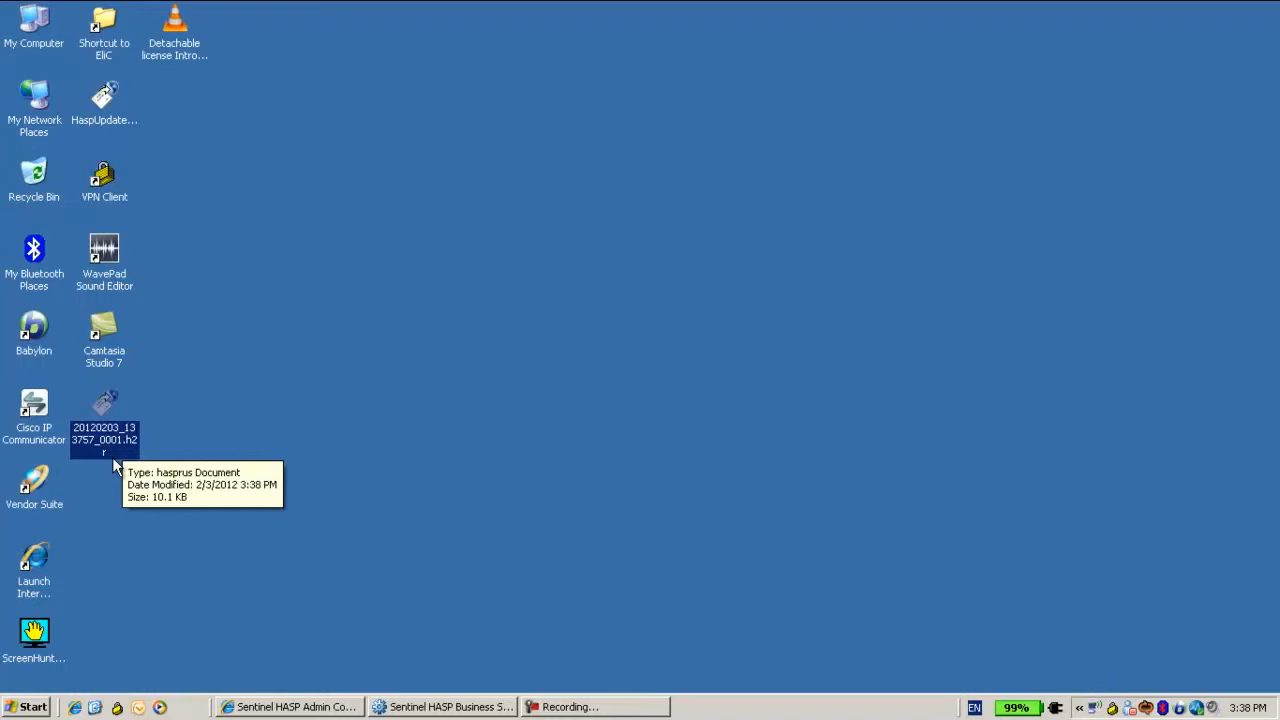 My Computer
Shortcut to
EliC
Detachable
license Intro...
My Network
Places
HaspUpdate...
Recycle Bin
VPN Client
My Bluetooth
Places
WavePad
Sound Editor
Babylon
Camtasia
Studio 7
Cisco IP
Communicator
20120203_13
3757_0001.h2
r
Type: hasprus Document
Date Modified: 2/3/2012 3:38 PM
Size: 10.1 KB
Vendor Suite
Launch
Inter...
ScreenHunt...
Start
Sentinel HASP Admin Co...
Sentinel HASP Business S...
Recording...
EN
99%
3:38 PM